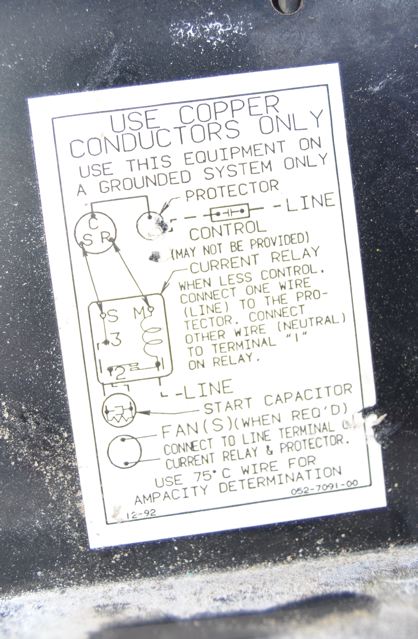 USE COPPER
CONDUCTORS ONLY
USE THIS EQUIPMENT ON
A GROUNDED SYSTEM ONLY
PROTECTOR
LINE
C
S R
CONTROL
(MAY NOT BE PROVIDED)
CURRENT RELAY
WHEN LESS CONTROL,
CONNECT ONE WIRE
(LINE) TO THE PRO-
TECTOR. CONNECT
OTHER WIRE (NEUTRAL)
TO TERMINAL "1"
ON RELAY.
S M
3
2
LINE
START CAPACITOR
FAN(S) (WHEN REQ'D)
CONNECT TO LINE TERMINAL
CURRENT RELAY & PROTECTOR.
USE 75°C WIRE FOR
AMPACITY DETERMINATION
052-7091-00
12-92